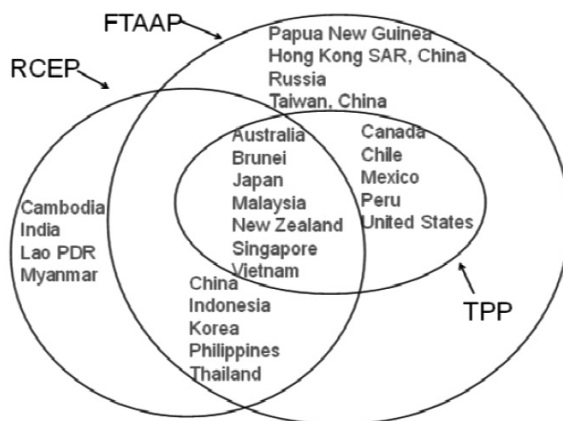 FTAAP
RCEP
Papua New Guinea
Hong Kong SAR, China
Russia
Taiwan, China
Australia
Brunei
Japan
Malaysia
New Zealand
Singapore
Vietnam
Canada
Chile
Mexico
Peru
United States
Cambodia
India
Lao PDR
Myanmar
China
Indonesia
Korea
Philippines
Thailand
TPP